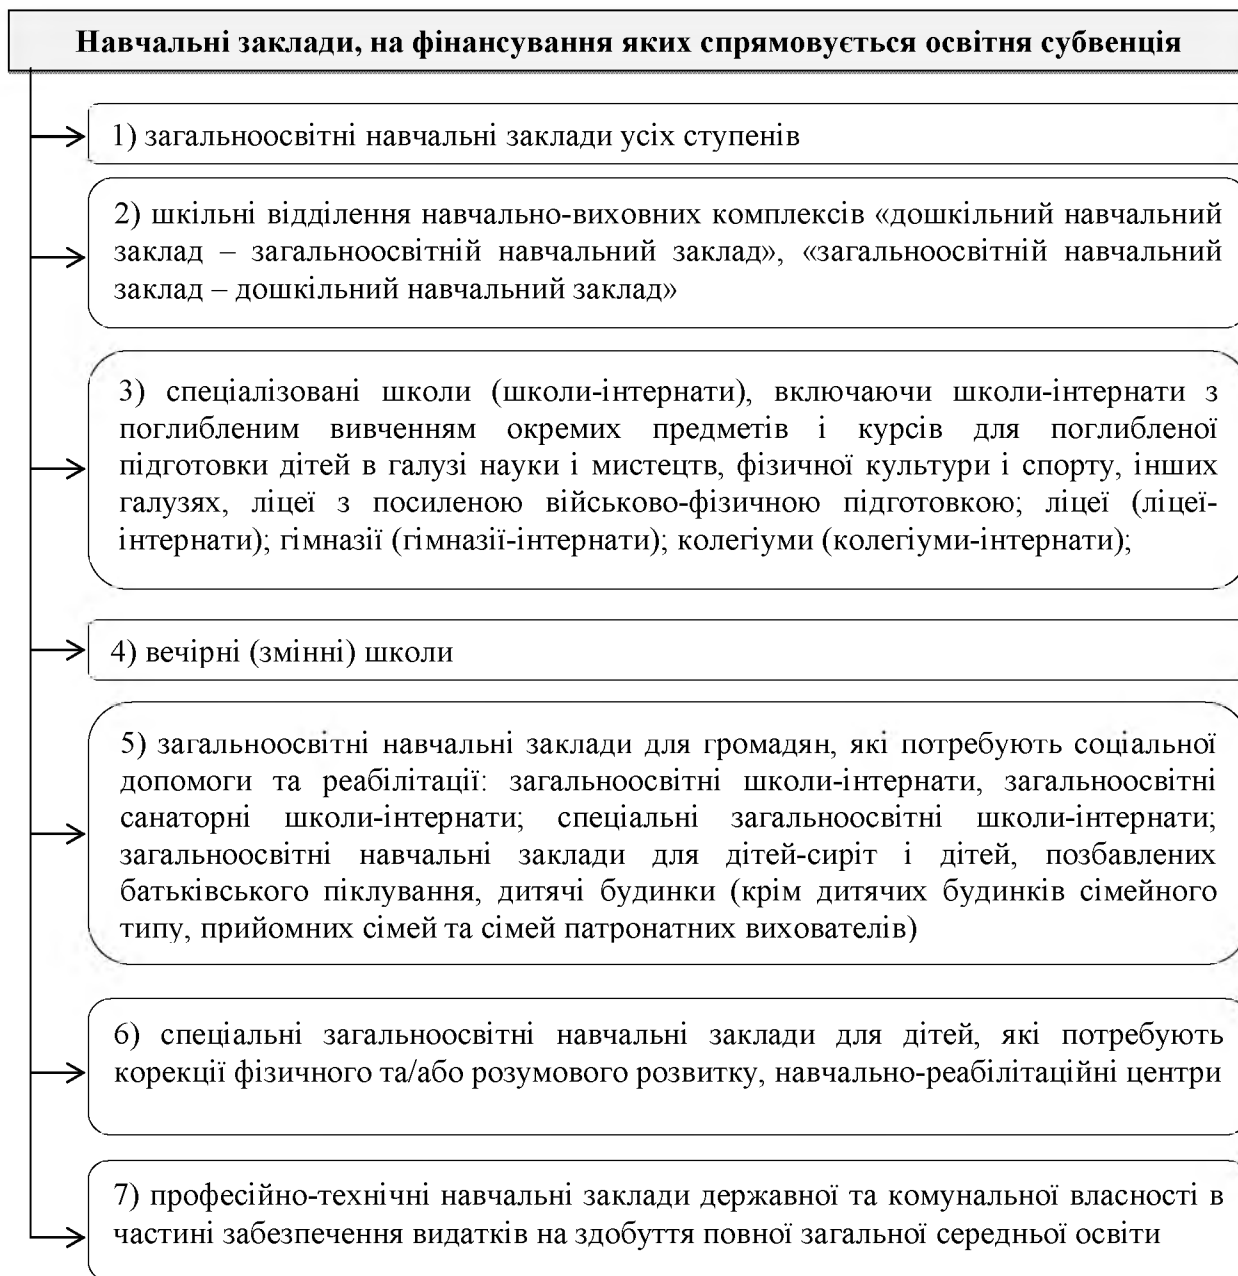 Навчальні заклади, на фінансування яких спрямовується освітня субвенція
1) загальноосвітні навчальні заклади усіх ступенів
2) шкільні відділення навчально-виховних комплексів «дошкільний навчальний
заклад – загальноосвітній навчальний заклад», «загальноосвітній навчальний
заклад – дошкільний навчальний заклад»
3) спеціалізовані школи (школи-інтернати), включаючи школи-інтернати з
поглибленим вивченням окремих предметів і курсів для поглибленої
підготовки дітей в галузі науки і мистецтв, фізичної культури і спорту, інших
галузях, ліцеї з посиленою військово-фізичною підготовкою; ліцеї (ліцеї-
інтернати); гімназії (гімназії-інтернати); колегіуми (колегіуми-інтернати);
4) вечірні (змінні) школи
5) загальноосвітні навчальні заклади для громадян, які потребують соціальної
допомоги та реабілітації: загальноосвітні школи-інтернати, загальноосвітні
санаторні школи-інтернати; спеціальні загальноосвітні школи-інтернати;
загальноосвітні навчальні заклади для дітей-сиріт і дітей, позбавлених
батьківського піклування, дитячі будинки (крім дитячих будинків сімейного
типу, прийомних сімей та сімей патронатних вихователів)
6) спеціальні загальноосвітні навчальні заклади для дітей, які потребують
корекції фізичного та/або розумового розвитку, навчально-реабілітаційні центри
7) професійно-технічні навчальні заклади державної та комунальної власності в
частині забезпечення видатків на здобуття повної загальної середньої освіти